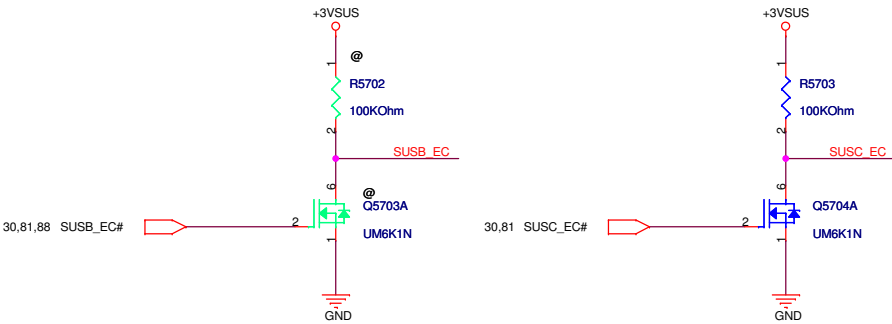 +3VSUS
@
1
R5702
100KOhm
2
SUSB_EC
6
@
Q5703A
30,81,88 SUSB_EC#
2
UM6K1N
1
GND
+3VSUS
1
R5703
100KOhm
2
SUSC_EC
6
Q5704A
30,81 SUSC_EC#
2
UM6K1N
1
GND